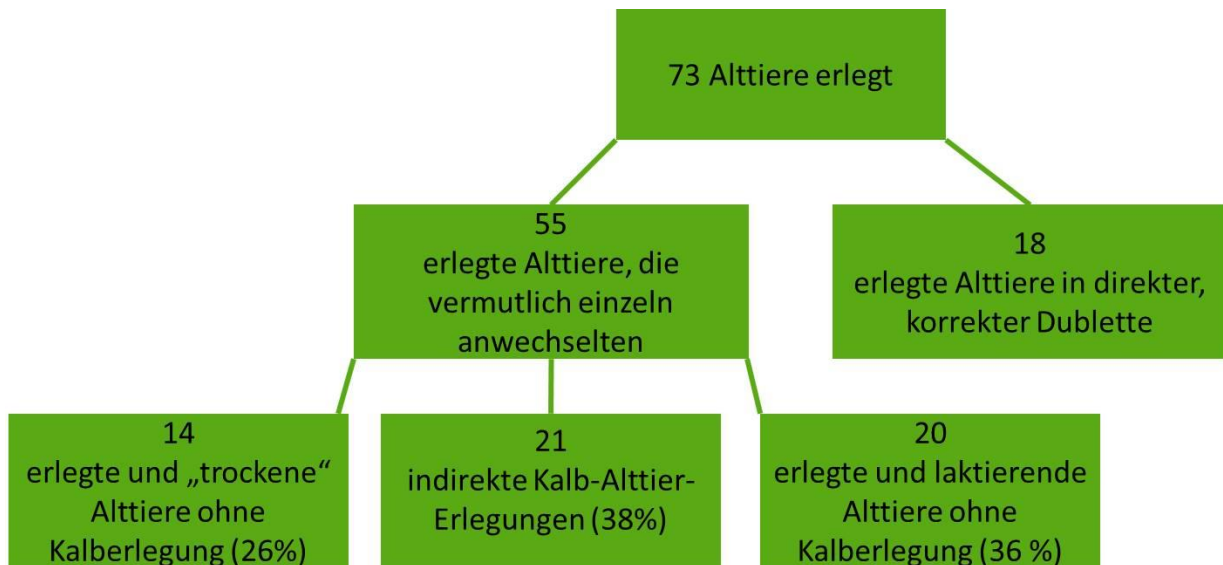 73 Alttiere erlegt
55
erlegte Alttiere, die
vermutlich einzeln
anwechselten
18
erlegte Alttiere in direkter,
korrekter Dublette
14
erlegte und „trockene“
Alttiere ohne
Kalberlegung (26%)
21
indirekte Kalb-Alttier-
Erlegungen (38%)
20
erlegte und laktierende
Alttiere ohne
Kalberlegung (36 %)